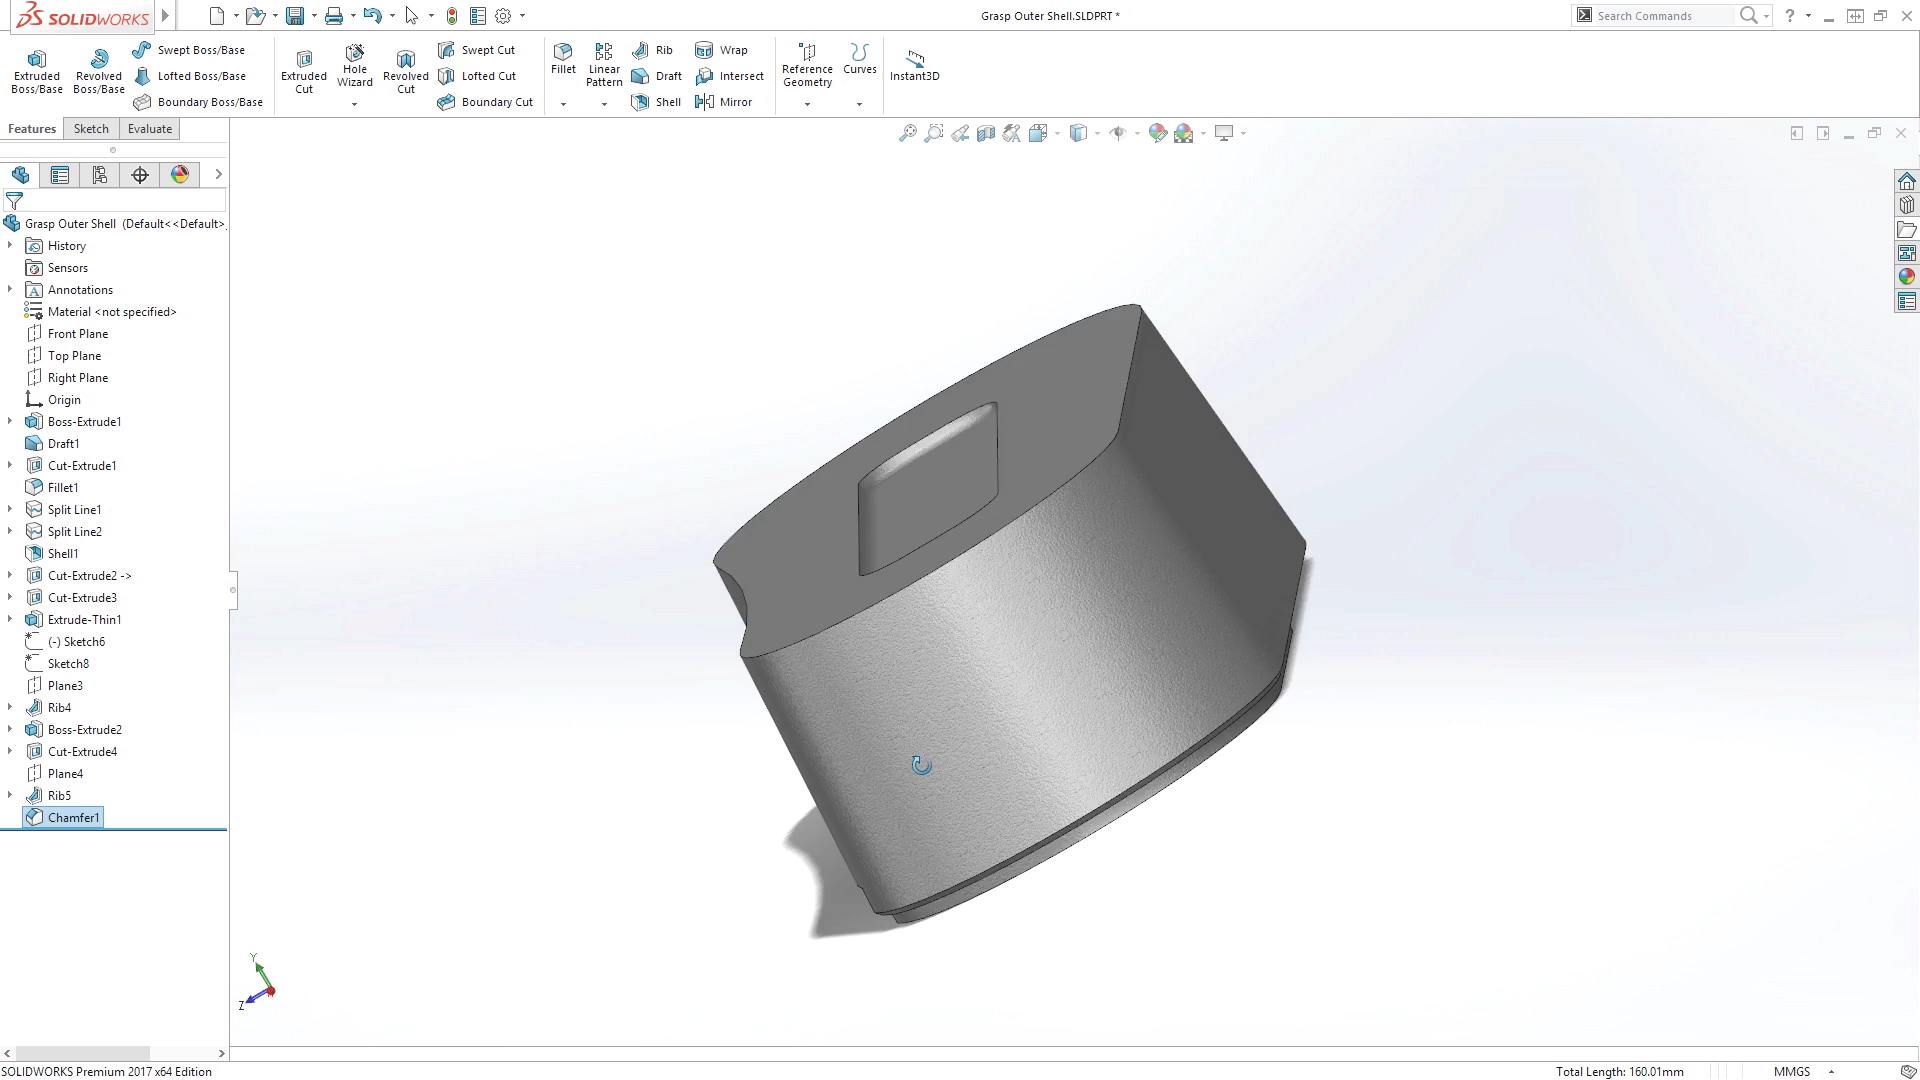 SOLIDWORKS
Grasp Outer Shell.SLDPRT *
Search Commands
?
Extruded Boss/Base
Revolved Boss/Base
Swept Boss/Base
Lofted Boss/Base
Boundary Boss/Base
Extruded Cut
Hole Wizard
Revolved Cut
Swept Cut
Lofted Cut
Boundary Cut
Fillet
Linear Pattern
Rib
Draft
Shell
Wrap
Intersect
Mirror
Reference Geometry
Curves
Instant3D
Features
Sketch
Evaluate
Grasp Outer Shell (Default<<Default>
History
Sensors
Annotations
Material <not specified>
Front Plane
Top Plane
Right Plane
Origin
Boss-Extrude1
Draft1
Cut-Extrude1
Fillet1
Split Line1
Split Line2
Shell1
Cut-Extrude2 ->
Cut-Extrude3
Extrude-Thin1
(-) Sketch6
Sketch8
Plane3
Rib4
Boss-Extrude2
Cut-Extrude4
Plane4
Rib5
Chamfer1
Y
Z
SOLIDWORKS Premium 2017 x64 Edition
Total Length: 160.01mm
MMGS